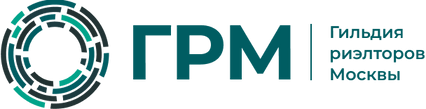 ГРМ
Гильдия
риэлторов
Москвы